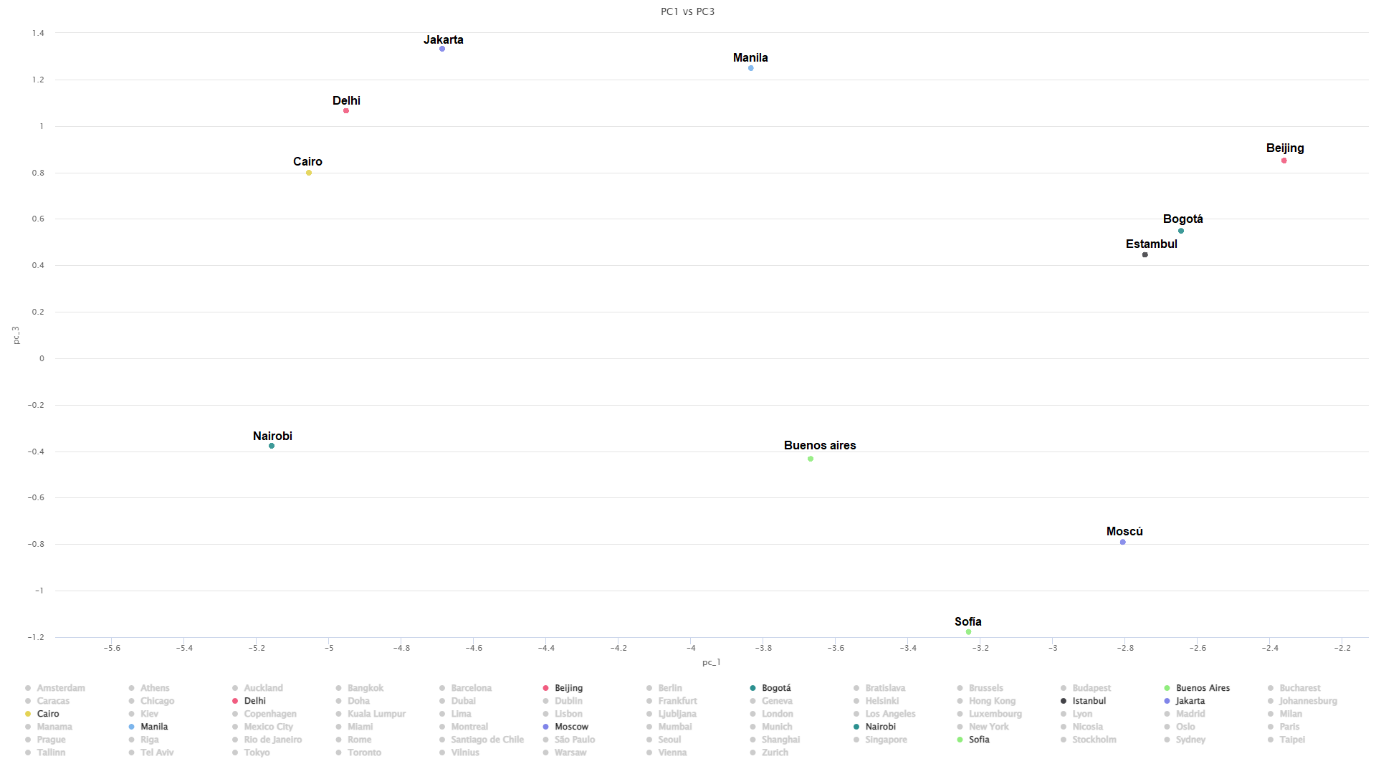 PC1 vs PC3
1.4
Jakarta
Manila
1.2
Delhi
1
Beijing
Cairo
0.8
Bogotá
0.6
Estambul
0.4
0.2
pc_3
0
-0.2
Nairobi
Buenos aires
-0.4
-0.6
Moscú
-0.8
-1
Sofia
-1.2
-5.6 -5.4 -5.2 -5 -4.8 -4.6 -4.4 -4.2 -4 -3.8 -3.6 -3.4 -3.2 -3 -2.8 -2.6 -2.4 -2.2
pc_1
Amsterdam Athens Auckland Bangkok Barcelona Beijing Berlin Bogotá Bratislava Brussels Budapest Buenos Aires Bucharest
Caracas Chicago Delhi Doha Dubai Dublin Frankfurt Geneva Helsinki Hong Kong Istanbul Jakarta Johannesburg
Cairo Kiev Copenhagen Kuala Lumpur Lima Lisbon Ljubljana London Los Angeles Luxembourg Lyon Madrid Milan
Manama Manila Mexico City Miami Montreal Moscow Mumbai Munich Nairobi New York Nicosia Oslo Paris
Prague Riga Rio de Janeiro Rome Santiago de Chile São Paulo Seoul Shanghai Singapore Sofia Stockholm Sydney Taipei
Tallinn Tel Aviv Tokyo Toronto Vilnius Warsaw Vienna Zurich